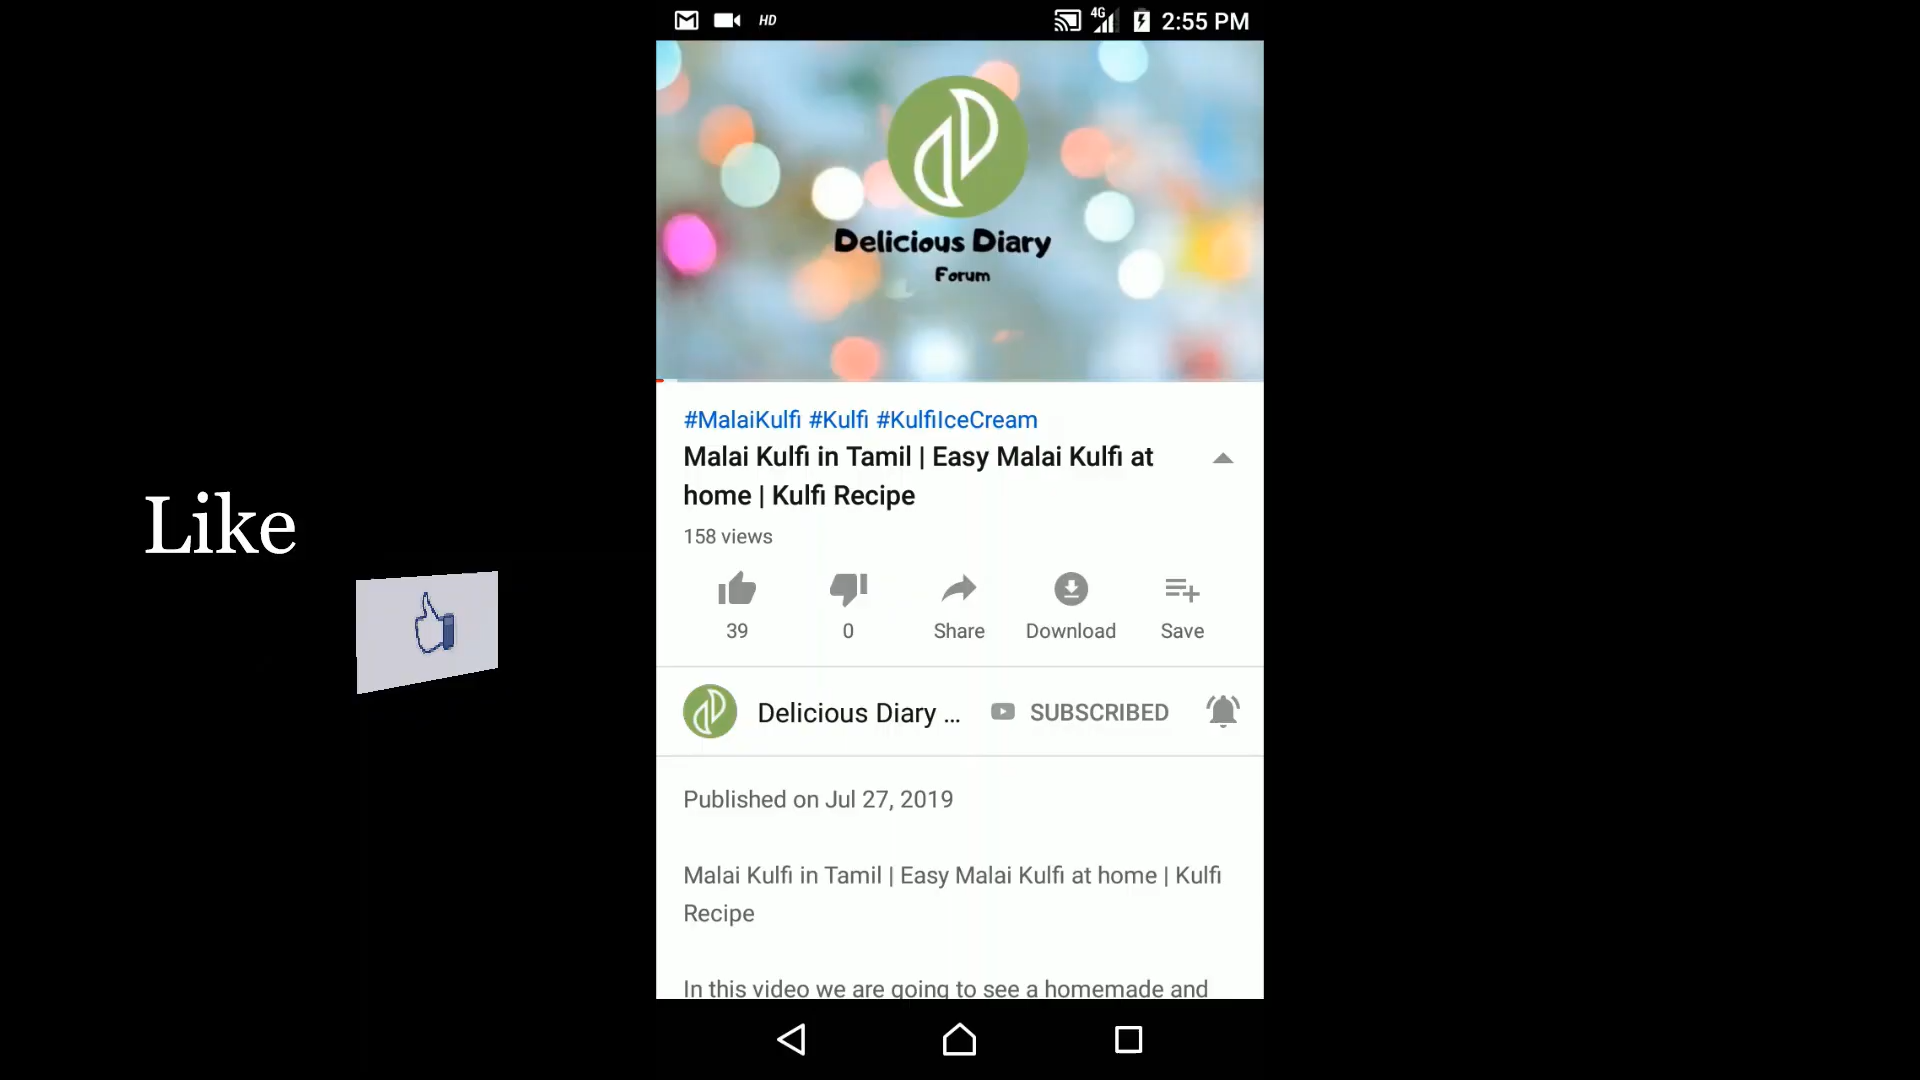 HD 4G 2:55 PM
Delicious Diary
Forum
#MalaiKulfi #Kulfi #KulfiIceCream
Malai Kulfi in Tamil | Easy Malai Kulfi at
home | Kulfi Recipe
158 views
Like
39 0 Share Download Save
Delicious Diary ... SUBSCRIBED
Published on Jul 27, 2019
Malai Kulfi in Tamil | Easy Malai Kulfi at home | Kulfi
Recipe
In this video we are going to see a homemade and